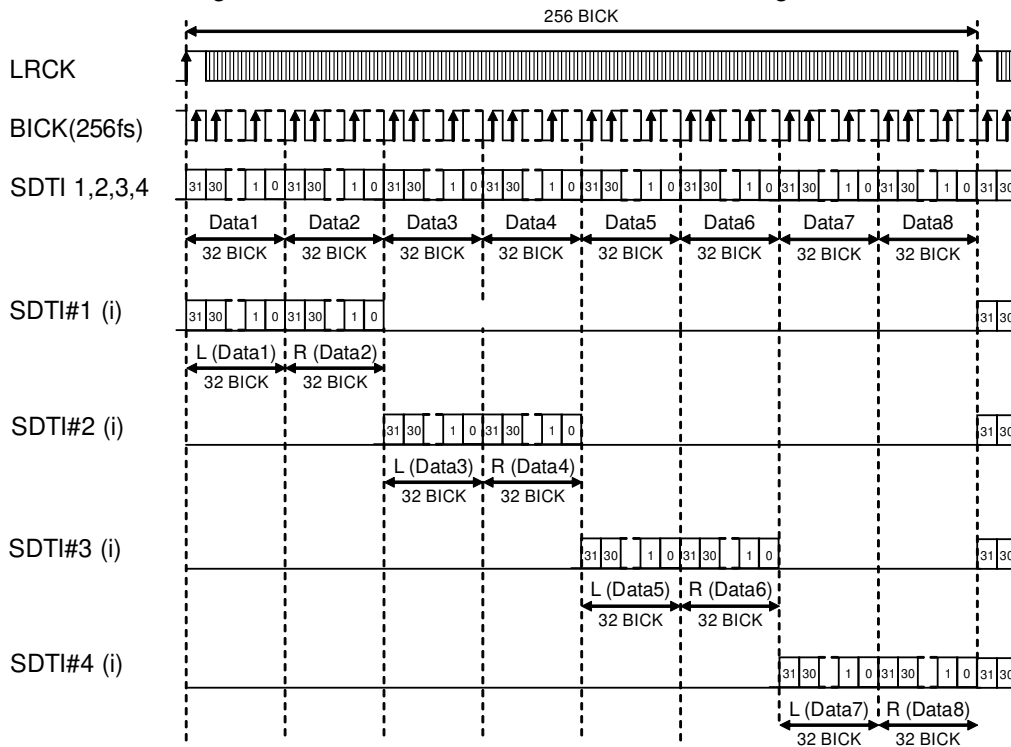 256 BICK
LRCK
BICK(256fs)
SDTI 1,2,3,4
31 30 1 0 31 30 1 0 31 30 1 0 31 30 1 0 31 30 1 0 31 30 1 0 31 30 1 0 31 30 1 0 31 30
Data1 Data2 Data3 Data4 Data5 Data6 Data7 Data8
32 BICK 32 BICK 32 BICK 32 BICK 32 BICK 32 BICK 32 BICK 32 BICK
SDTI#1 (i)
31 30 1 0 31 30 1 0 31 30
L (Data1) R (Data2)
32 BICK 32 BICK
SDTI#2 (i)
31 30 1 0 31 30 1 0 31 30
L (Data3) R (Data4)
32 BICK 32 BICK
SDTI#3 (i)
31 30 1 0 31 30 1 0 31 30
L (Data5) R (Data6)
32 BICK 32 BICK
SDTI#4 (i)
31 30 1 0 31 30 1 0 31 30
L (Data7) R (Data8)
32 BICK 32 BICK